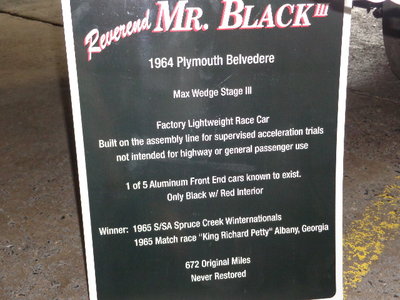 Reverend MR. BLACK III
1964 Plymouth Belvedere
Max Wedge Stage III
Factory Lightweight Race Car
Built on the assembly line for supervised acceleration trials
not intended for highway or general passenger use
1 of 5 Aluminum Front End cars known to exist.
Only Black w/ Red Interior
Winner: 1965 S/SA Spruce Creek Winternationals
1965 Match race "King Richard Petty" Albany, Georgia
672 Original Miles
Never Restored